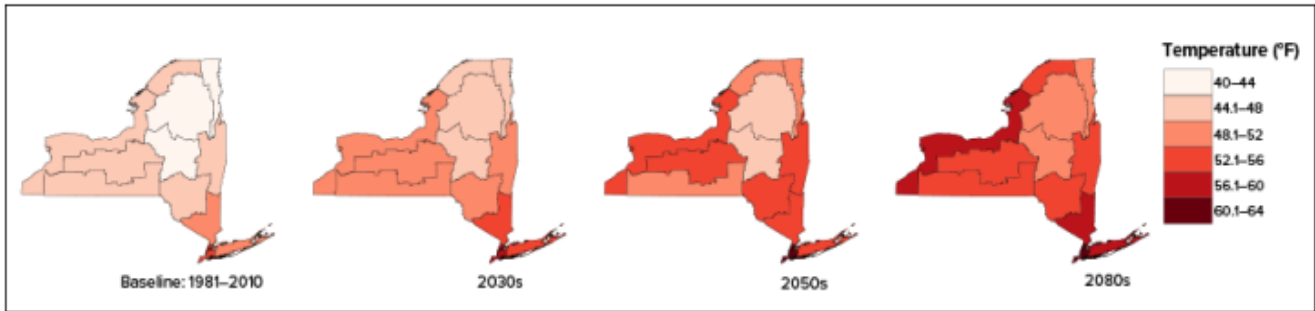 Temperature (°F)
40–44
44.1–48
48.1–52
52.1–56
56.1–60
60.1–64
Baseline: 1981–2010
2030s
2050s
2080s